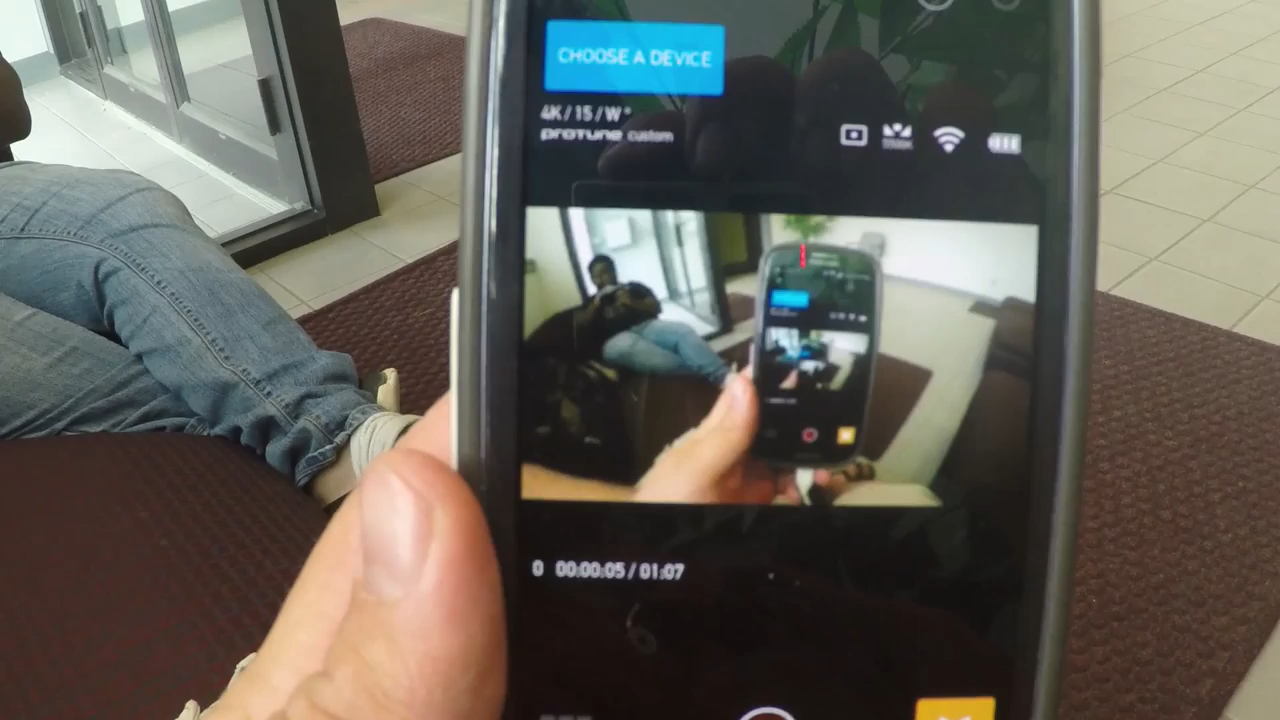 CHOOSE A DEVICE
4K / 15 / W
protune custom
0 00:00:05 / 01:07